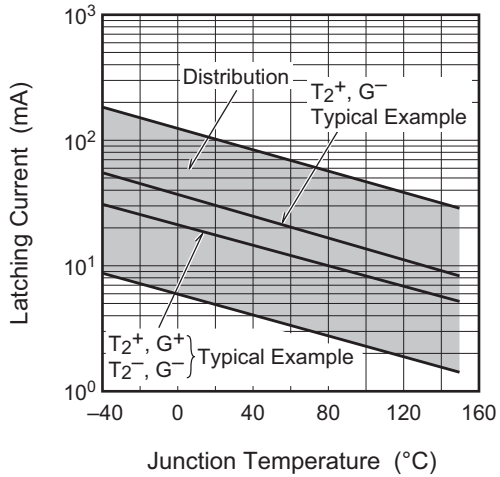 Latching Current (mA)
10³
10²
10¹
10⁰
Distribution
T₂⁺, G⁻
Typical Example
T₂⁺, G⁺
T₂⁻, G⁻
Typical Example
−40
0
40
80
120
160
Junction Temperature (°C)